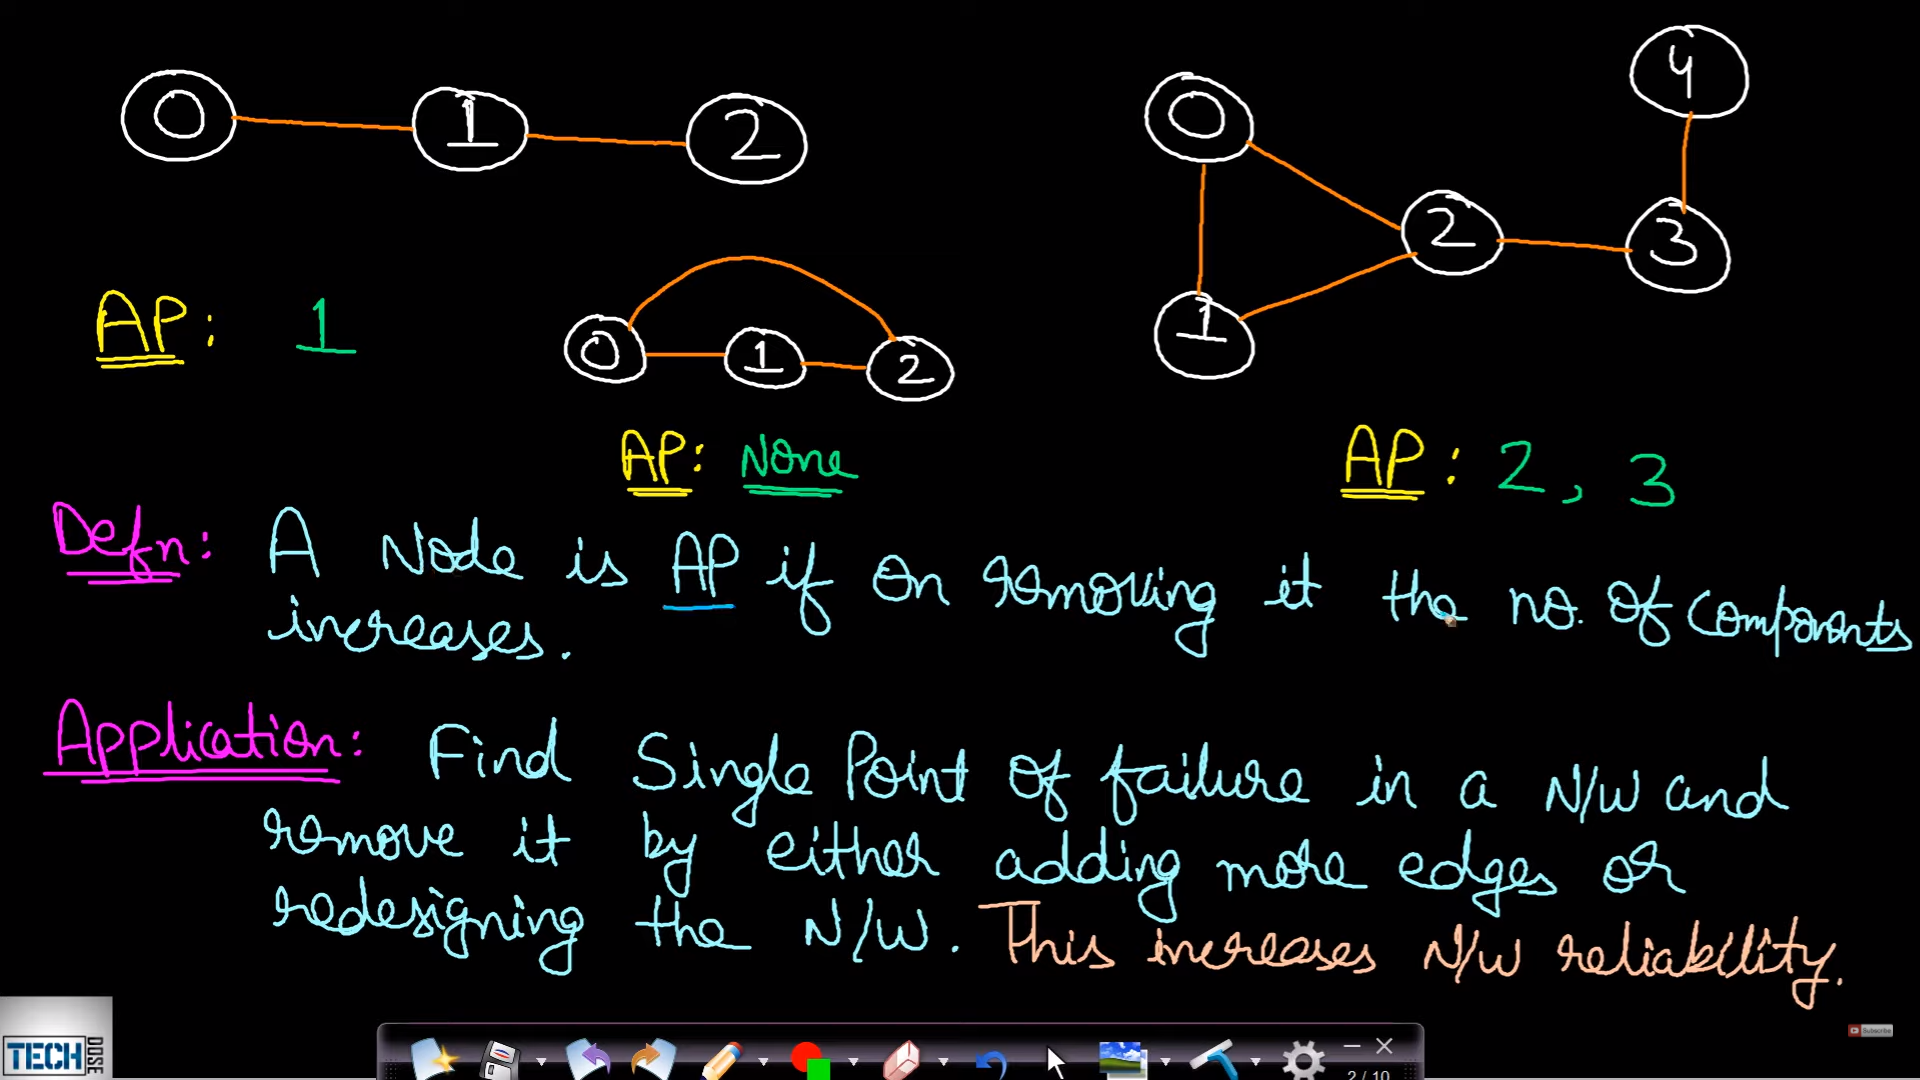 0 1 2
0 1 2 3 4
AP: 1
0 1 2
AP: None
AP: 2, 3
Defn: A Node is AP if on removing it the no. of components
increases.
Application: Find Single Point of failure in a N/W and
remove it by either adding more edges or
redesigning the N/W. This increases N/W reliability.
TECH DOSE
Subscribe
2 / 10